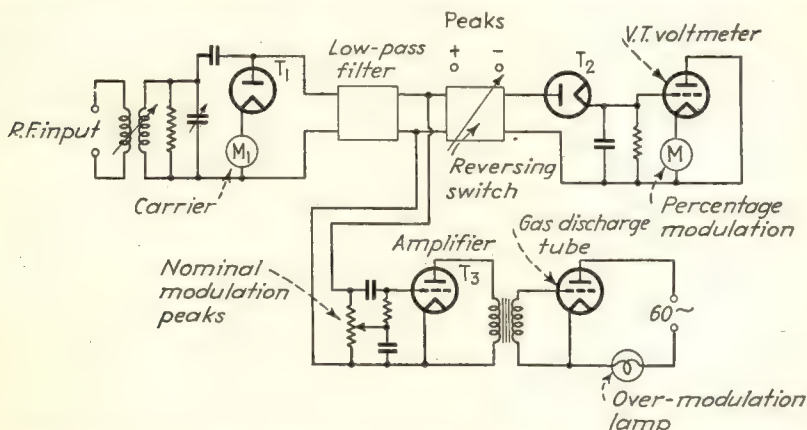 Peaks
+ −
Low-pass
filter
T1
T2
V.T. voltmeter
R.F. input
M1
M
Carrier
Reversing
switch
Percentage
modulation
Gas discharge
tube
Amplifier
T3
Nominal
modulation
peaks
60~
Over-modulation
lamp